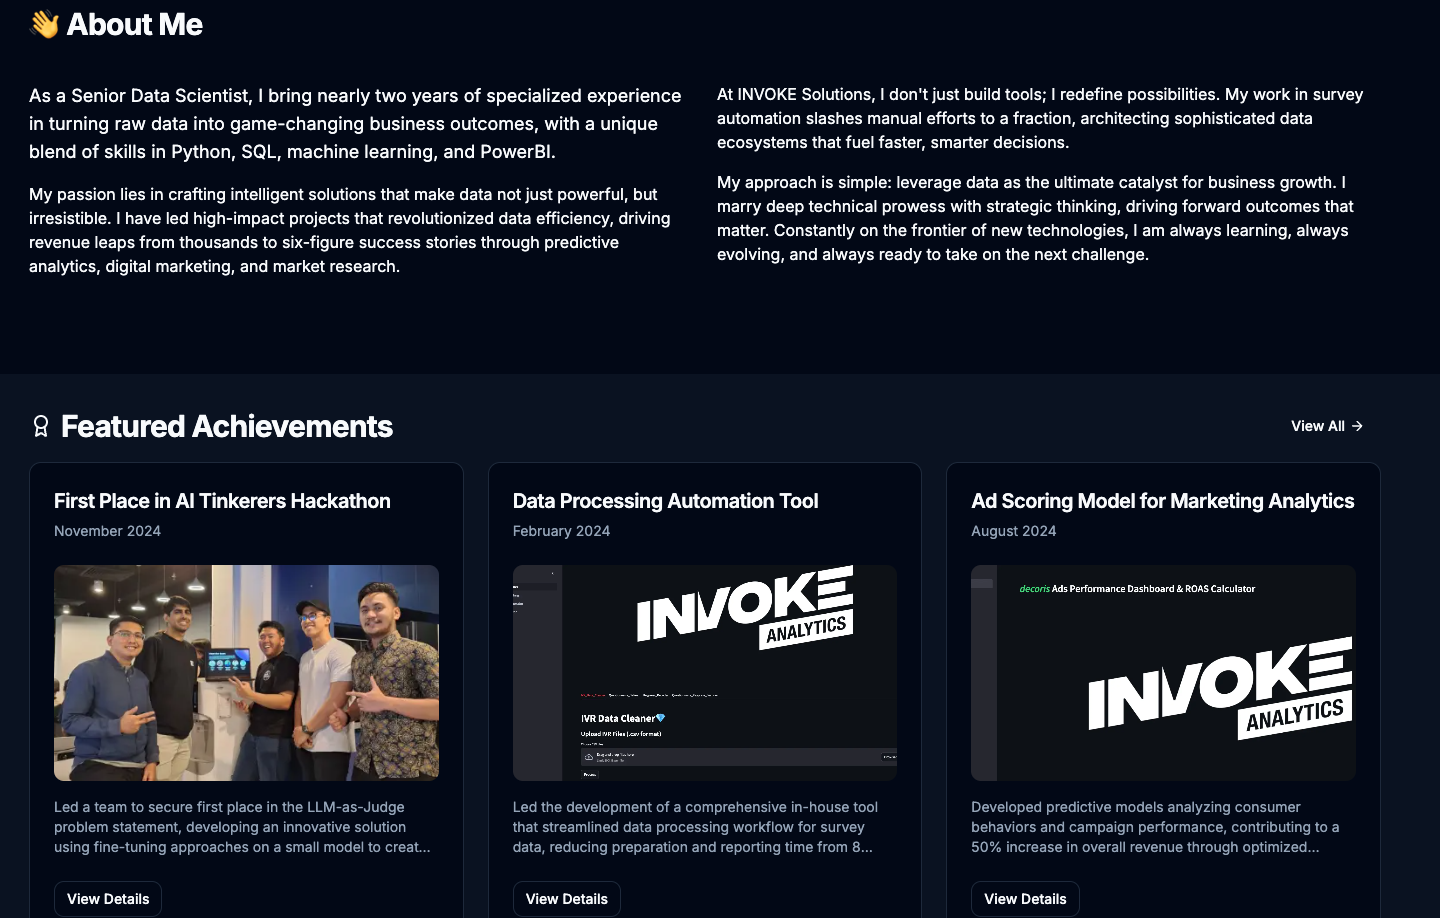 About Me
As a Senior Data Scientist, I bring nearly two years of specialized experience
in turning raw data into game-changing business outcomes, with a unique
blend of skills in Python, SQL, machine learning, and PowerBI.
My passion lies in crafting intelligent solutions that make data not just powerful, but
irresistible. I have led high-impact projects that revolutionized data efficiency, driving
revenue leaps from thousands to six-figure success stories through predictive
analytics, digital marketing, and market research.
At INVOKE Solutions, I don't just build tools; I redefine possibilities. My work in survey
automation slashes manual efforts to a fraction, architecting sophisticated data
ecosystems that fuel faster, smarter decisions.
My approach is simple: leverage data as the ultimate catalyst for business growth. I
marry deep technical prowess with strategic thinking, driving forward outcomes that
matter. Constantly on the frontier of new technologies, I am always learning, always
evolving, and always ready to take on the next challenge.
Featured Achievements
View All →
First Place in AI Tinkerers Hackathon
November 2024
Led a team to secure first place in the LLM-as-Judge
problem statement, developing an innovative solution
using fine-tuning approaches on a small model to creat...
View Details
Data Processing Automation Tool
February 2024
INVOKE
ANALYTICS
IVR Data Cleaner
Upload IVR Files (.csv format)
Led the development of a comprehensive in-house tool
that streamlined data processing workflow for survey
data, reducing preparation and reporting time from 8...
View Details
Ad Scoring Model for Marketing Analytics
August 2024
decoris Ads Performance Dashboard & ROAS Calculator
INVOKE
ANALYTICS
Developed predictive models analyzing consumer
behaviors and campaign performance, contributing to a
50% increase in overall revenue through optimized...
View Details